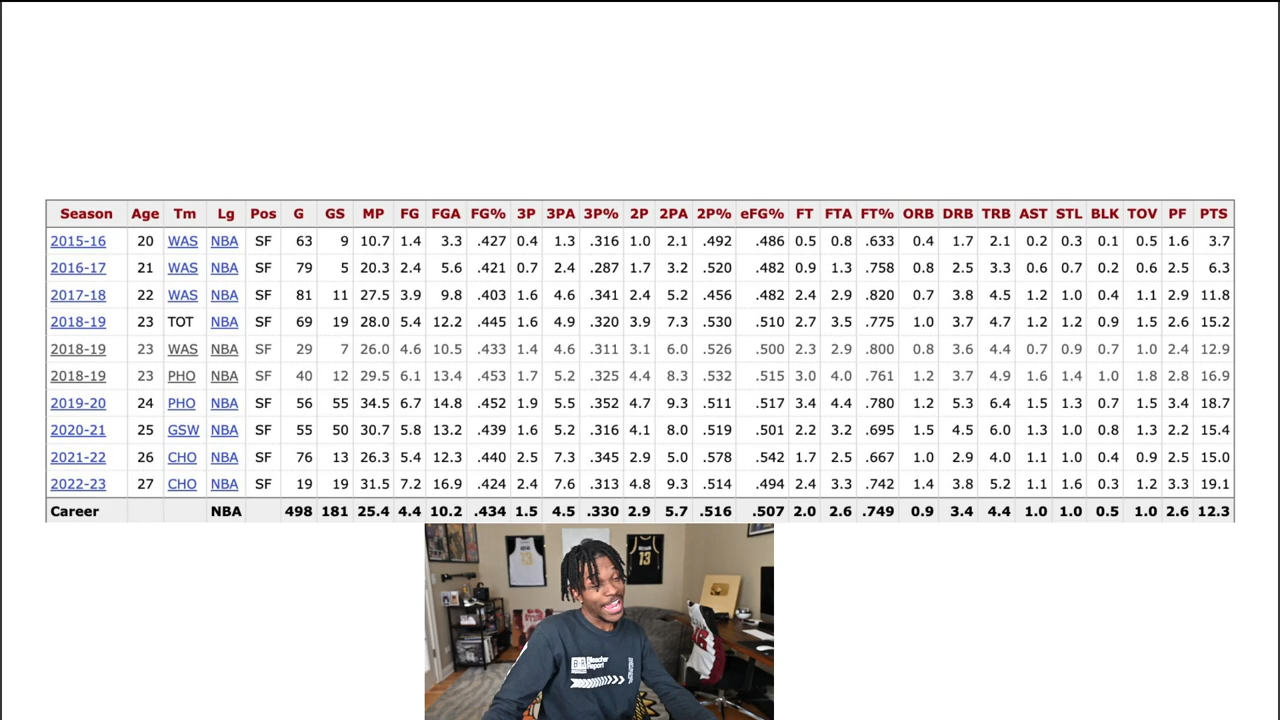 Season Age Tm Lg Pos G GS MP FG FGA FG% 3P 3PA 3P% 2P 2PA 2P% eFG% FT FTA FT% ORB DRB TRB AST STL BLK TOV PF PTS
2015-16 20 WAS NBA SF 63 9 10.7 1.4 3.3 .427 0.4 1.3 .316 1.0 2.1 .492 .486 0.5 0.8 .633 0.4 1.7 2.1 0.2 0.3 0.1 0.5 1.6 3.7
2016-17 21 WAS NBA SF 79 5 20.3 2.4 5.6 .421 0.7 2.4 .287 1.7 3.2 .520 .482 0.9 1.3 .758 0.8 2.5 3.3 0.6 0.7 0.2 0.6 2.5 6.3
2017-18 22 WAS NBA SF 81 11 27.5 3.9 9.8 .403 1.6 4.6 .341 2.4 5.2 .456 .482 2.4 2.9 .820 0.7 3.8 4.5 1.2 1.0 0.4 1.1 2.9 11.8
2018-19 23 TOT NBA SF 69 19 28.0 5.4 12.2 .445 1.6 4.9 .320 3.9 7.3 .530 .510 2.7 3.5 .775 1.0 3.7 4.7 1.2 1.2 0.9 1.5 2.6 15.2
2018-19 23 WAS NBA SF 29 7 26.0 4.6 10.5 .433 1.4 4.6 .311 3.1 6.0 .526 .500 2.3 2.9 .800 0.8 3.6 4.4 0.7 0.9 0.7 1.0 2.4 12.9
2018-19 23 PHO NBA SF 40 12 29.5 6.1 13.4 .453 1.7 5.2 .325 4.4 8.3 .532 .515 3.0 4.0 .761 1.2 3.7 4.9 1.6 1.4 1.0 1.8 2.8 16.9
2019-20 24 PHO NBA SF 56 55 34.5 6.7 14.8 .452 1.9 5.5 .352 4.7 9.3 .511 .517 3.4 4.4 .780 1.2 5.3 6.4 1.5 1.3 0.7 1.5 3.4 18.7
2020-21 25 GSW NBA SF 55 50 30.7 5.8 13.2 .439 1.6 5.2 .316 4.1 8.0 .519 .501 2.2 3.2 .695 1.5 4.5 6.0 1.3 1.0 0.8 1.3 2.2 15.4
2021-22 26 CHO NBA SF 76 13 26.3 5.4 12.3 .440 2.5 7.3 .345 2.9 5.0 .578 .542 1.7 2.5 .667 1.0 2.9 4.0 1.1 1.0 0.4 0.9 2.5 15.0
2022-23 27 CHO NBA SF 19 19 31.5 7.2 16.9 .424 2.4 7.6 .313 4.8 9.3 .514 .494 2.4 3.3 .742 1.4 3.8 5.2 1.1 1.6 0.3 1.2 3.3 19.1
Career NBA 498 181 25.4 4.4 10.2 .434 1.5 4.5 .330 2.9 5.7 .516 .507 2.0 2.6 .749 0.9 3.4 4.4 1.0 1.0 0.5 1.0 2.6 12.3
13
13
B R
Bleacher
Report